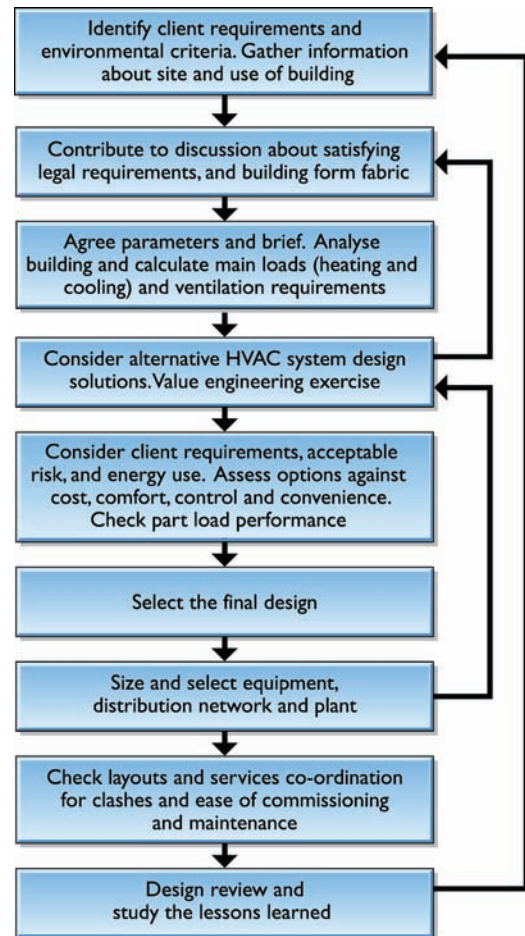 Identify client requirements and
environmental criteria. Gather information
about site and use of building
Contribute to discussion about satisfying
legal requirements, and building form fabric
Agree parameters and brief. Analyse
building and calculate main loads (heating and
cooling) and ventilation requirements
Consider alternative HVAC system design
solutions. Value engineering exercise
Consider client requirements, acceptable
risk, and energy use. Assess options against
cost, comfort, control and convenience.
Check part load performance
Select the final design
Size and select equipment,
distribution network and plant
Check layouts and services co-ordination
for clashes and ease of commissioning
and maintenance
Design review and
study the lessons learned